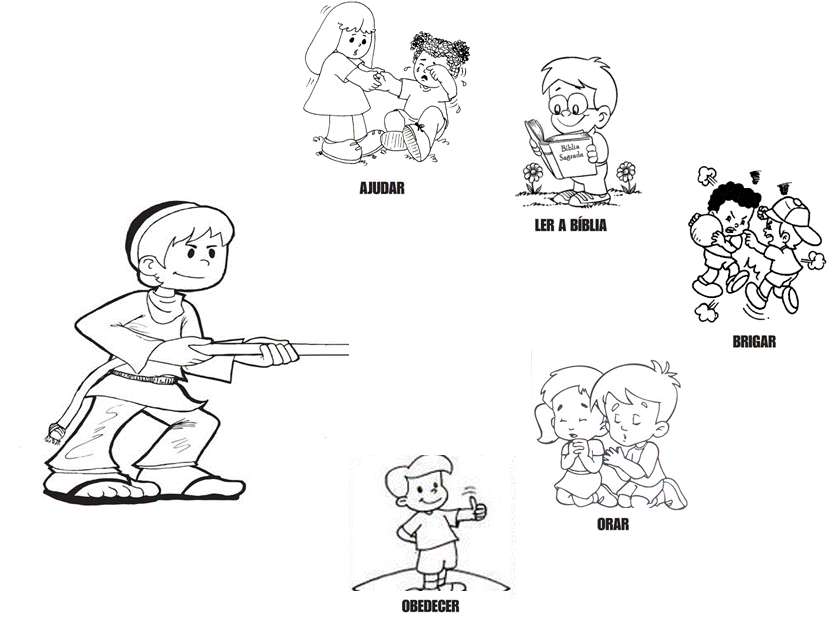 AJUDAR
Bíblia
Sagrada
LER A BÍBLIA
BRIGAR
ORAR
OBEDECER